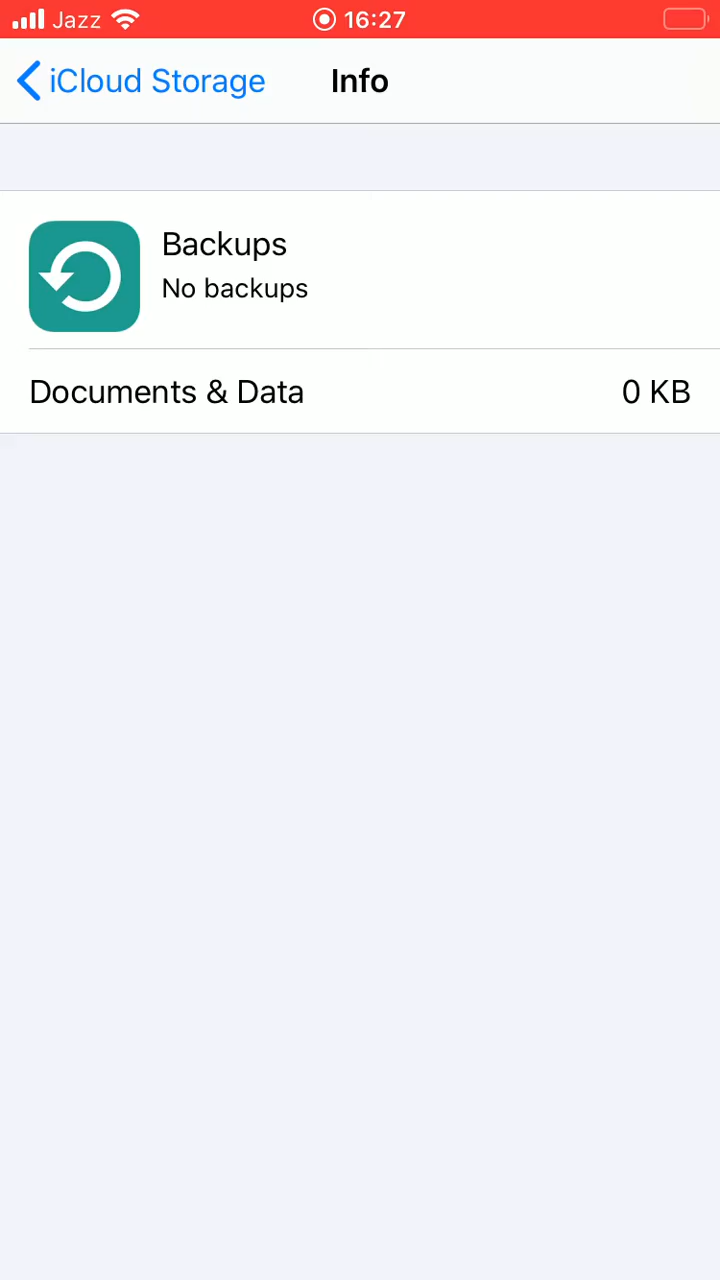 Jazz 16:27
iCloud Storage Info
Backups
No backups
Documents & Data 0 KB